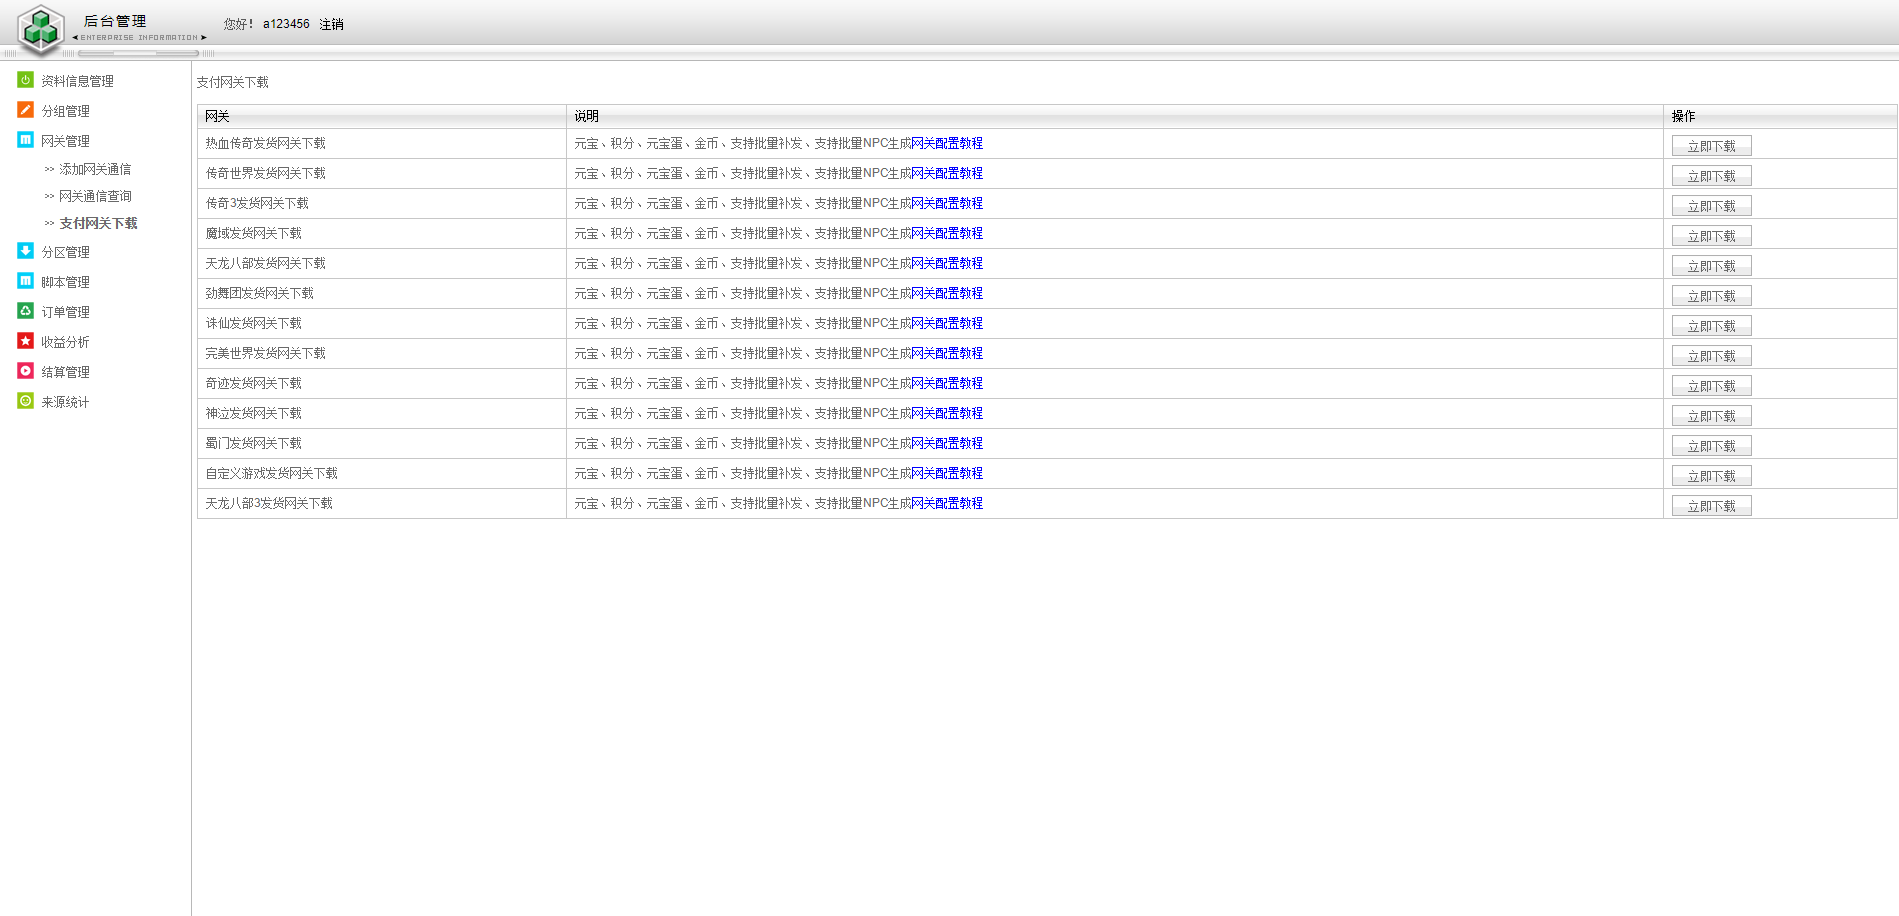 后台管理
ENTERPRISE INFORMATION
您好! a123456 注销
资料信息管理
分组管理
网关管理
>> 添加网关通信
>> 网关通信查询
>> 支付网关下载
分区管理
脚本管理
订单管理
收益分析
结算管理
来源统计
支付网关下载
网关 说明 操作
热血传奇发货网关下载 元宝、积分、元宝蛋、金币、支持批量补发、支持批量NPC生成网关配置教程 立即下载
传奇世界发货网关下载 元宝、积分、元宝蛋、金币、支持批量补发、支持批量NPC生成网关配置教程 立即下载
传奇3发货网关下载 元宝、积分、元宝蛋、金币、支持批量补发、支持批量NPC生成网关配置教程 立即下载
魔域发货网关下载 元宝、积分、元宝蛋、金币、支持批量补发、支持批量NPC生成网关配置教程 立即下载
天龙八部发货网关下载 元宝、积分、元宝蛋、金币、支持批量补发、支持批量NPC生成网关配置教程 立即下载
劲舞团发货网关下载 元宝、积分、元宝蛋、金币、支持批量补发、支持批量NPC生成网关配置教程 立即下载
诛仙发货网关下载 元宝、积分、元宝蛋、金币、支持批量补发、支持批量NPC生成网关配置教程 立即下载
完美世界发货网关下载 元宝、积分、元宝蛋、金币、支持批量补发、支持批量NPC生成网关配置教程 立即下载
奇迹发货网关下载 元宝、积分、元宝蛋、金币、支持批量补发、支持批量NPC生成网关配置教程 立即下载
神泣发货网关下载 元宝、积分、元宝蛋、金币、支持批量补发、支持批量NPC生成网关配置教程 立即下载
蜀门发货网关下载 元宝、积分、元宝蛋、金币、支持批量补发、支持批量NPC生成网关配置教程 立即下载
自定义游戏发货网关下载 元宝、积分、元宝蛋、金币、支持批量补发、支持批量NPC生成网关配置教程 立即下载
天龙八部3发货网关下载 元宝、积分、元宝蛋、金币、支持批量补发、支持批量NPC生成网关配置教程 立即下载